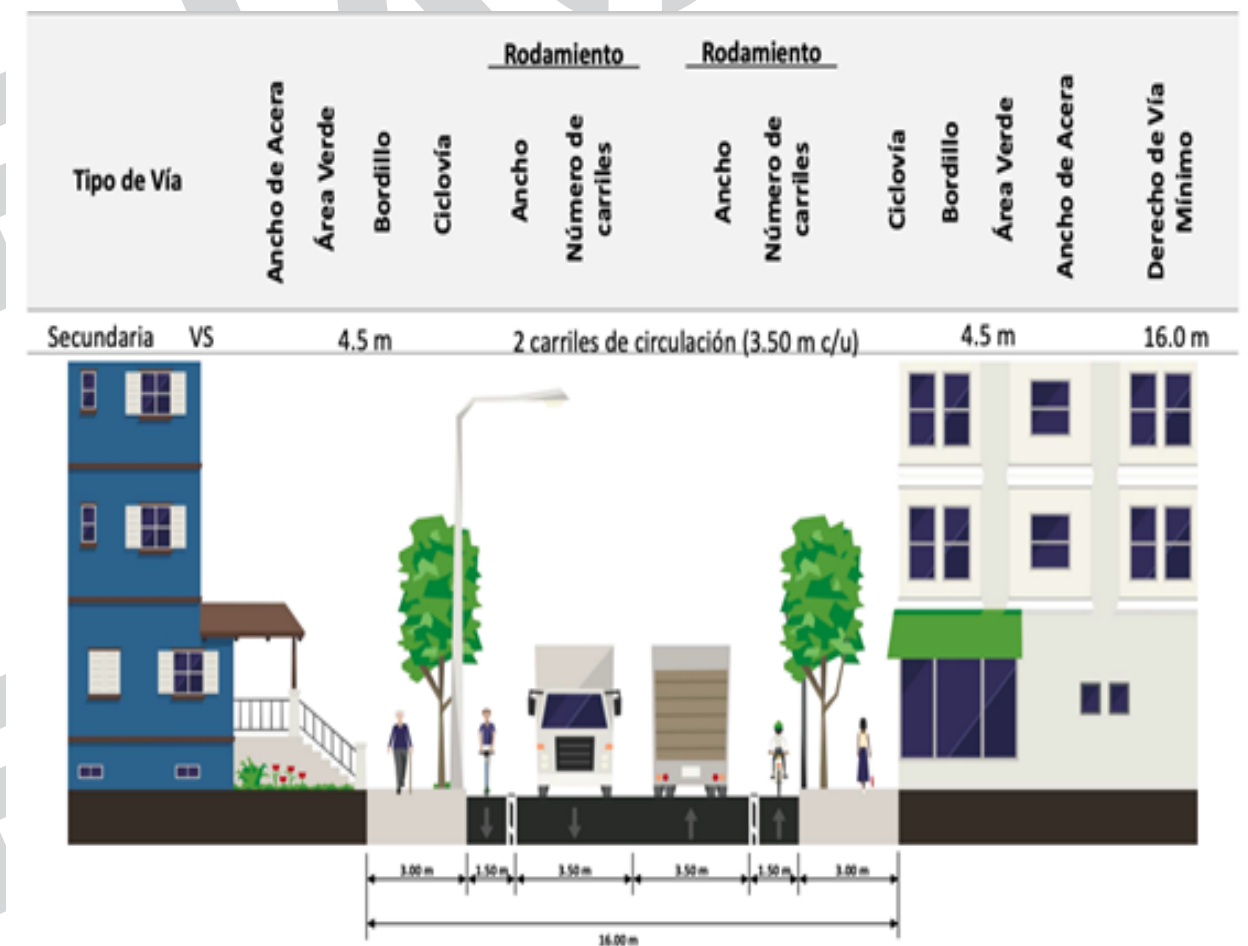 Rodamiento Rodamiento
Tipo de Vía
Ancho de Acera
Área Verde
Bordillo
Ciclovía
Ancho
Número de
carriles
Ancho
Número de
carriles
Ciclovía
Bordillo
Área Verde
Ancho de Acera
Derecho de Vía
Mínimo
Secundaria VS 4.5 m 2 carriles de circulación (3.50 m c/u) 4.5 m 16.0 m
3.00 m 1.50 m 3.50 m 3.50 m 1.50 m 3.00 m
16.00 m